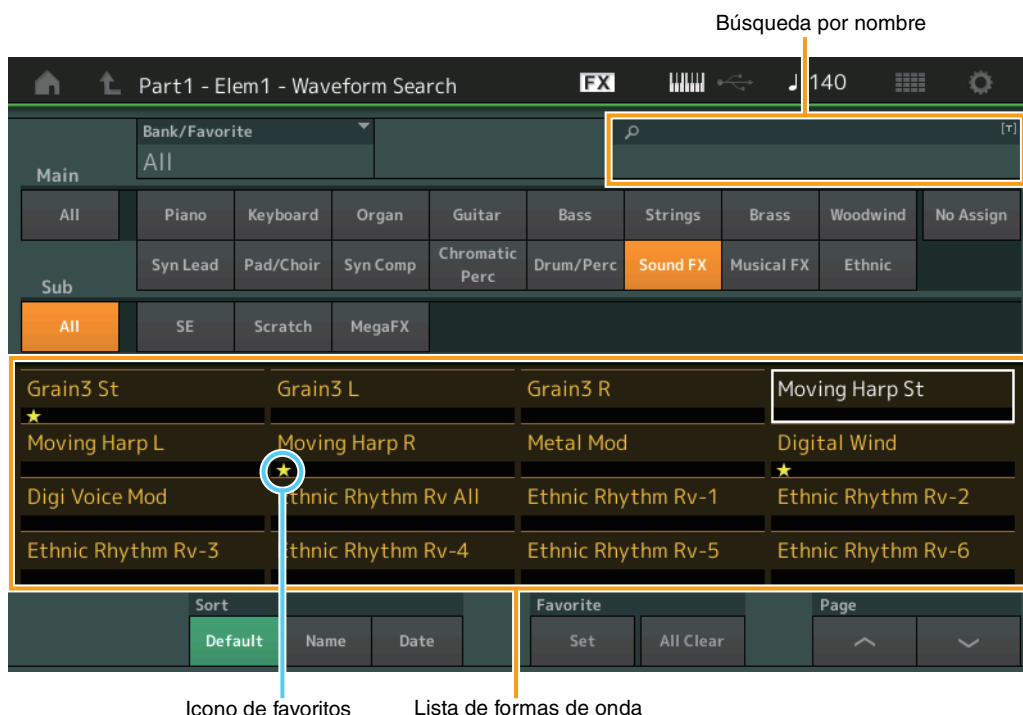 Búsqueda por nombre
Part1 - Elem1 - Waveform Search FX 140
Bank/Favorite [T]
All
Main
All Piano Keyboard Organ Guitar Bass Strings Brass Woodwind No Assign
Syn Lead Pad/Choir Syn Comp Chromatic Perc Drum/Perc Sound FX Musical FX Ethnic
Sub
All SE Scratch MegaFX
Grain3 St Grain3 L Grain3 R Moving Harp St
Moving Harp L Moving Harp R Metal Mod Digital Wind
Digi Voice Mod Ethnic Rhythm Rv All Ethnic Rhythm Rv-1 Ethnic Rhythm Rv-2
Ethnic Rhythm Rv-3 Ethnic Rhythm Rv-4 Ethnic Rhythm Rv-5 Ethnic Rhythm Rv-6
Sort Favorite Page
Default Name Date Set All Clear
Icono de favoritos Lista de formas de onda